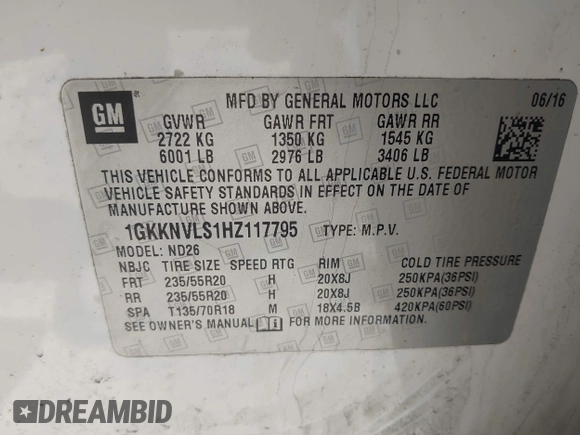 GM
MFD BY GENERAL MOTORS LLC 06/16
GVWR GAWR FRT GAWR RR
2722 KG 1350 KG 1545 KG
6001 LB 2976 LB 3406 LB
THIS VEHICLE CONFORMS TO ALL APPLICABLE U.S. FEDERAL MOTOR
VEHICLE SAFETY STANDARDS IN EFFECT ON THE DATE OF
MANUFACTURE SHOWN ABOVE.
1GKKNVLS1HZ117795 TYPE: M.P.V.
MODEL: ND26
NBJC TIRE SIZE SPEED RTG RIM COLD TIRE PRESSURE
FRT 235/55R20 H 20X8J 250KPA(36PSI)
RR 235/55R20 H 20X8J 250KPA(36PSI)
SPA T135/70R18 M 18X4.5B 420KPA(60PSI)
SEE OWNER'S MANUAL FOR MORE INFORMATION.
DREAMBID